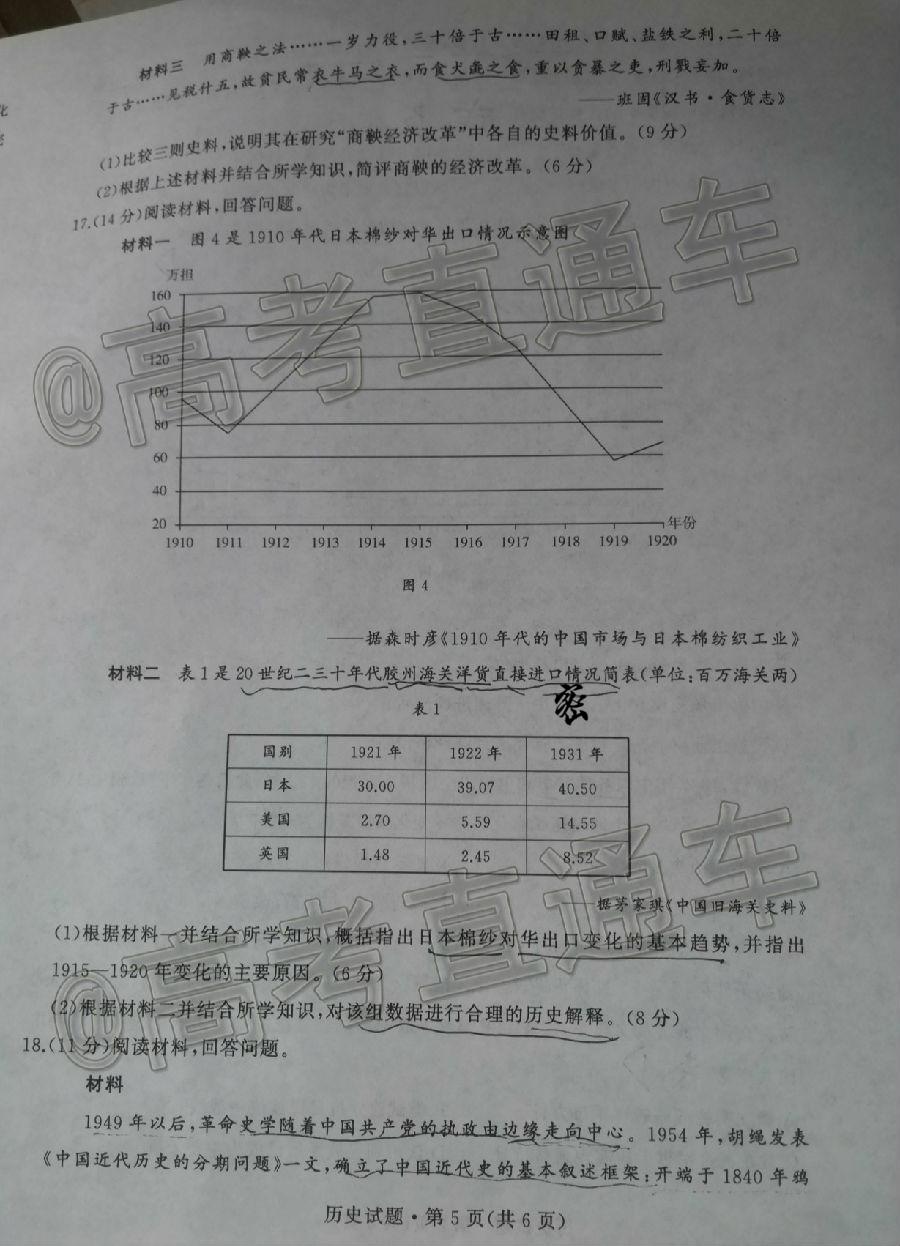 材料三 用商鞅之法……一岁力役,三十倍于古……田租、口赋、盐铁之利,二十倍
于古……见税什五,故贫民常衣牛马之衣,而食犬彘之食,重以贪暴之吏,刑戮妄加。
——班固《汉书·食货志》
(1)比较三则史料,说明其在研究“商鞅经济改革”中各自的史料价值。(9分)
(2)根据上述材料并结合所学知识,简评商鞅的经济改革。(6分)
17.(14分)阅读材料,回答问题。
材料一 图4是1910年代日本棉纱对华出口情况示意图
万担
160
140
120
100
80
60
40
20
年份
1910 1911 1912 1913 1914 1915 1916 1917 1918 1919 1920
图4
——据森时彦《1910年代的中国市场与日本棉纺织工业》
材料二 表1是20世纪二三十年代胶州海关洋货直接进口情况简表(单位:百万海关两)
表1
国别 1921年 1922年 1931年
日本 30.00 39.07 40.50
美国 2.70 5.59 14.55
英国 1.48 2.45 8.52
——据茅家琪《中国旧海关史料》
(1)根据材料一并结合所学知识,概括指出日本棉纱对华出口变化的基本趋势,并指出
1915—1920年变化的主要原因。(6分)
(2)根据材料二并结合所学知识,对该组数据进行合理的历史解释。(8分)
18.(11分)阅读材料,回答问题。
材料
1949年以后,革命史学随着中国共产党的执政由边缘走向中心。1954年,胡绳发表
《中国近代历史的分期问题》一文,确立了中国近代史的基本叙述框架:开端于1840年鸦
历史试题·第5页(共6页)
@高考直通车
@高考直通车